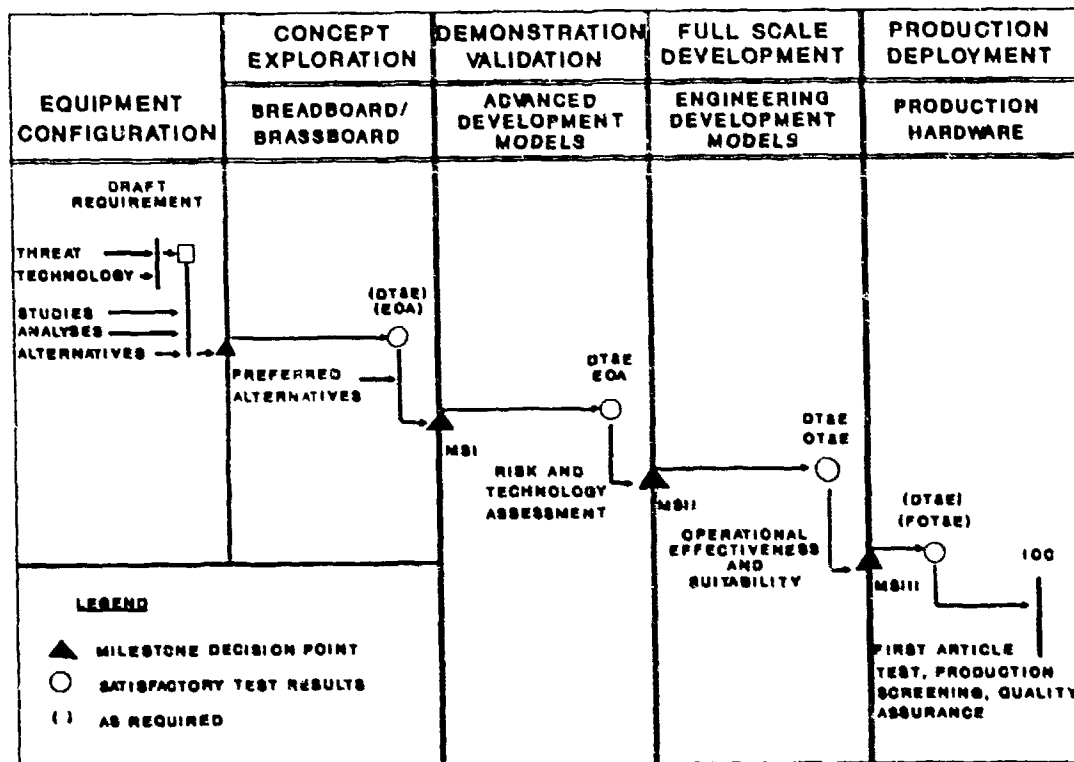 EQUIPMENT
CONFIGURATION
CONCEPT
EXPLORATION
BREADBOARD/
BRASSBOARD
DEMONSTRATION
VALIDATION
ADVANCED
DEVELOPMENT
MODELS
FULL SCALE
DEVELOPMENT
ENGINEERING
DEVELOPMENT
MODELS
PRODUCTION
DEPLOYMENT
PRODUCTION
HARDWARE
DRAFT
REQUIREMENT
THREAT
TECHNOLOGY
STUDIES
ANALYSES
ALTERNATIVES
(DT&E)
(EOA)
PREFERRED
ALTERNATIVES
MSI
DT&E
EOA
RISK AND
TECHNOLOGY
ASSESSMENT
MSII
DT&E
OT&E
OPERATIONAL
EFFECTIVENESS
AND
SUITABILITY
MSIII
(DT&E)
(FOT&E)
IOC
FIRST ARTICLE
TEST, PRODUCTION
SCREENING, QUALITY
ASSURANCE
LEGEND
MILESTONE DECISION POINT
SATISFACTORY TEST RESULTS
( ) AS REQUIRED